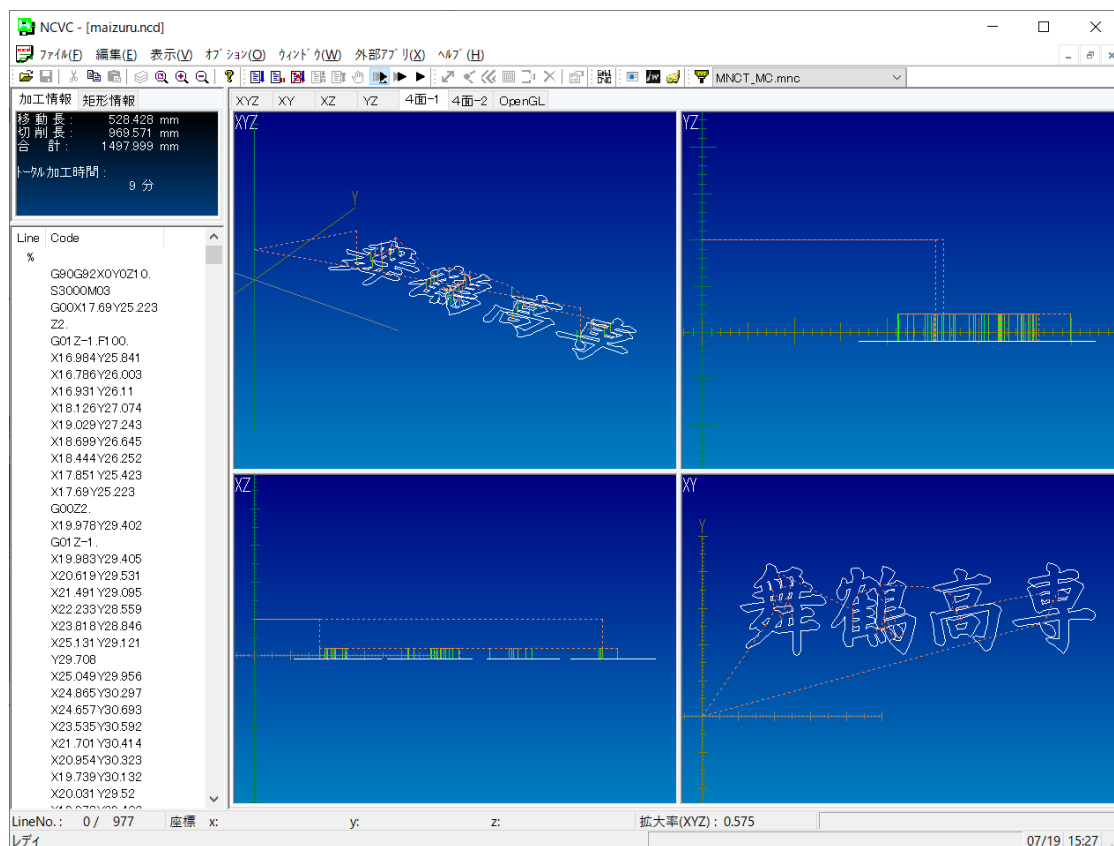 NCVC - [maizuru.ncd]
ファイル(F) 編集(E) 表示(V) オプション(O) ウィンドウ(W) 外部アプリ(X) ヘルプ(H)
MNCT_MC.mnc
加工情報 矩形情報
移動長: 528.428 mm
切削長: 969.571 mm
合 計: 1497.999 mm
トータル加工時間:
9 分
XYZ XY XZ YZ 4面-1 4面-2 OpenGL
Line Code
%
G90G92X0Y0Z10.
S3000M03
G00X17.69Y25.223
Z2.
G01Z-1.F100.
X16.984Y25.841
X16.786Y26.003
X16.931Y26.11
X18.126Y27.074
X19.029Y27.243
X18.699Y26.645
X18.444Y26.252
X17.851Y25.423
X17.69Y25.223
G00Z2.
X19.978Y29.402
G01Z-1.
X19.983Y29.405
X20.619Y29.531
X21.491Y29.095
X22.233Y28.559
X23.818Y28.846
X25.131Y29.121
Y29.708
X25.049Y29.956
X24.865Y30.297
X24.657Y30.693
X23.535Y30.592
X21.701Y30.414
X20.954Y30.323
X19.739Y30.132
X20.031Y29.52
XYZ
Y
舞鶴高専
YZ
XZ
XY
Y
舞鶴高専
LineNo.: 0 / 977 座標 x: y: z: 拡大率(XYZ) : 0.575
レディ 07/19 15:27